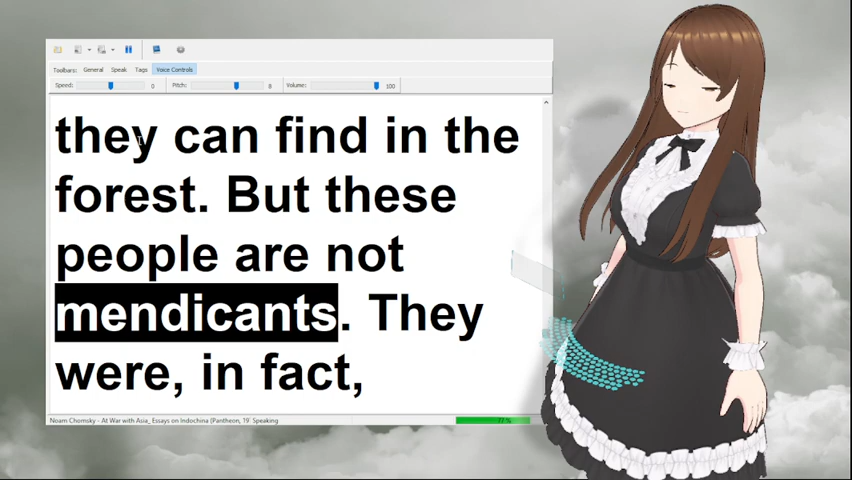 Toolbars: General Speak Tags Voice Controls
Speed: 0 Pitch: 8 Volume: 100
they can find in the
forest. But these
people are not
mendicants. They
were, in fact,
Noam Chomsky - At War with Asia_ Essays on Indochina (Pantheon, 19 Speaking 77 %